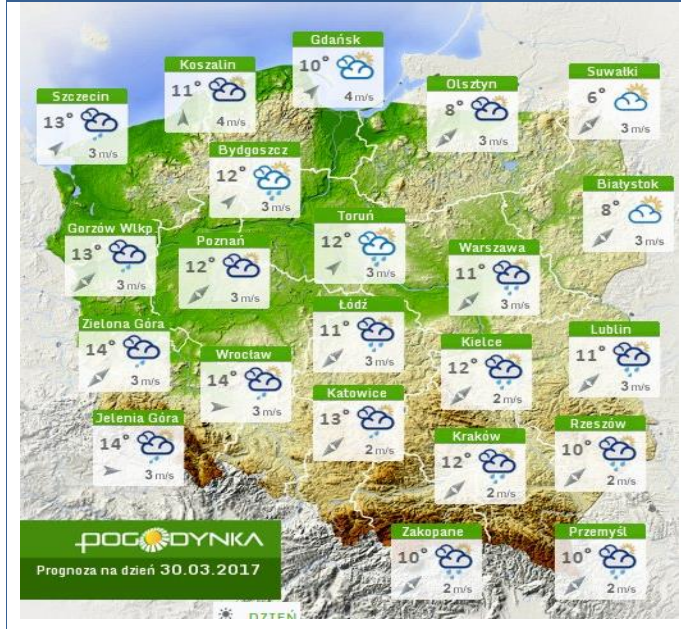 Gdańsk
10°
4 m/s
Koszalin
11°
4 m/s
Szczecin
13°
3 m/s
Olsztyn
8°
3 m/s
Suwałki
6°
3 m/s
Bydgoszcz
12°
3 m/s
Białystok
8°
3 m/s
Gorzów Wlkp
13°
3 m/s
Poznań
12°
3 m/s
Toruń
12°
3 m/s
Warszawa
11°
3 m/s
Zielona Góra
14°
3 m/s
Łódź
11°
3 m/s
Wrocław
14°
3 m/s
Kielce
12°
2 m/s
Lublin
11°
3 m/s
Katowice
13°
2 m/s
Jelenia Góra
14°
3 m/s
Kraków
12°
2 m/s
Rzeszów
10°
2 m/s
Zakopane
10°
2 m/s
Przemyśl
10°
2 m/s
POGODYNKA
Prognoza na dzień 30.03.2017
DZIEŃ